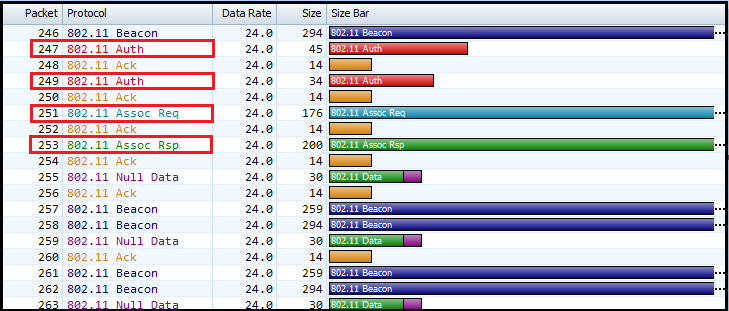 Packet Protocol Data Rate Size Size Bar
246 802.11 Beacon 24.0 294 802.11 Beacon
247 802.11 Auth 24.0 45 802.11 Auth
248 802.11 Ack 24.0 14
249 802.11 Auth 24.0 34 802.11 Auth
250 802.11 Ack 24.0 14
251 802.11 Assoc Req 24.0 176 802.11 Assoc Req
252 802.11 Ack 24.0 14
253 802.11 Assoc Rsp 24.0 200 802.11 Assoc Rsp
254 802.11 Ack 24.0 14
255 802.11 Null Data 24.0 30 802.11 Data
256 802.11 Ack 24.0 14
257 802.11 Beacon 24.0 259 802.11 Beacon
258 802.11 Beacon 24.0 294 802.11 Beacon
259 802.11 Null Data 24.0 30 802.11 Data
260 802.11 Ack 24.0 14
261 802.11 Beacon 24.0 259 802.11 Beacon
262 802.11 Beacon 24.0 294 802.11 Beacon
263 802.11 Null Data 24.0 30 802.11 Data